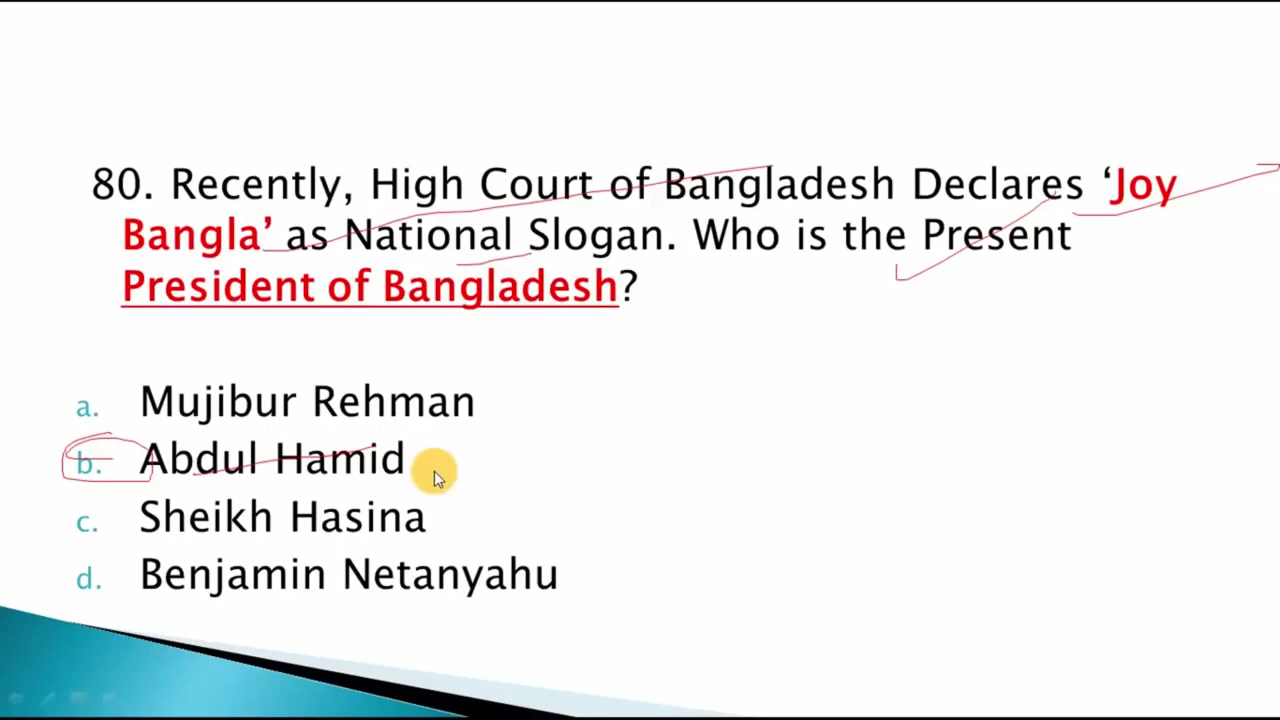 80. Recently, High Court of Bangladesh Declares ‘Joy
Bangla’ as National Slogan. Who is the Present
President of Bangladesh?
a. Mujibur Rehman
b. Abdul Hamid
c. Sheikh Hasina
d. Benjamin Netanyahu